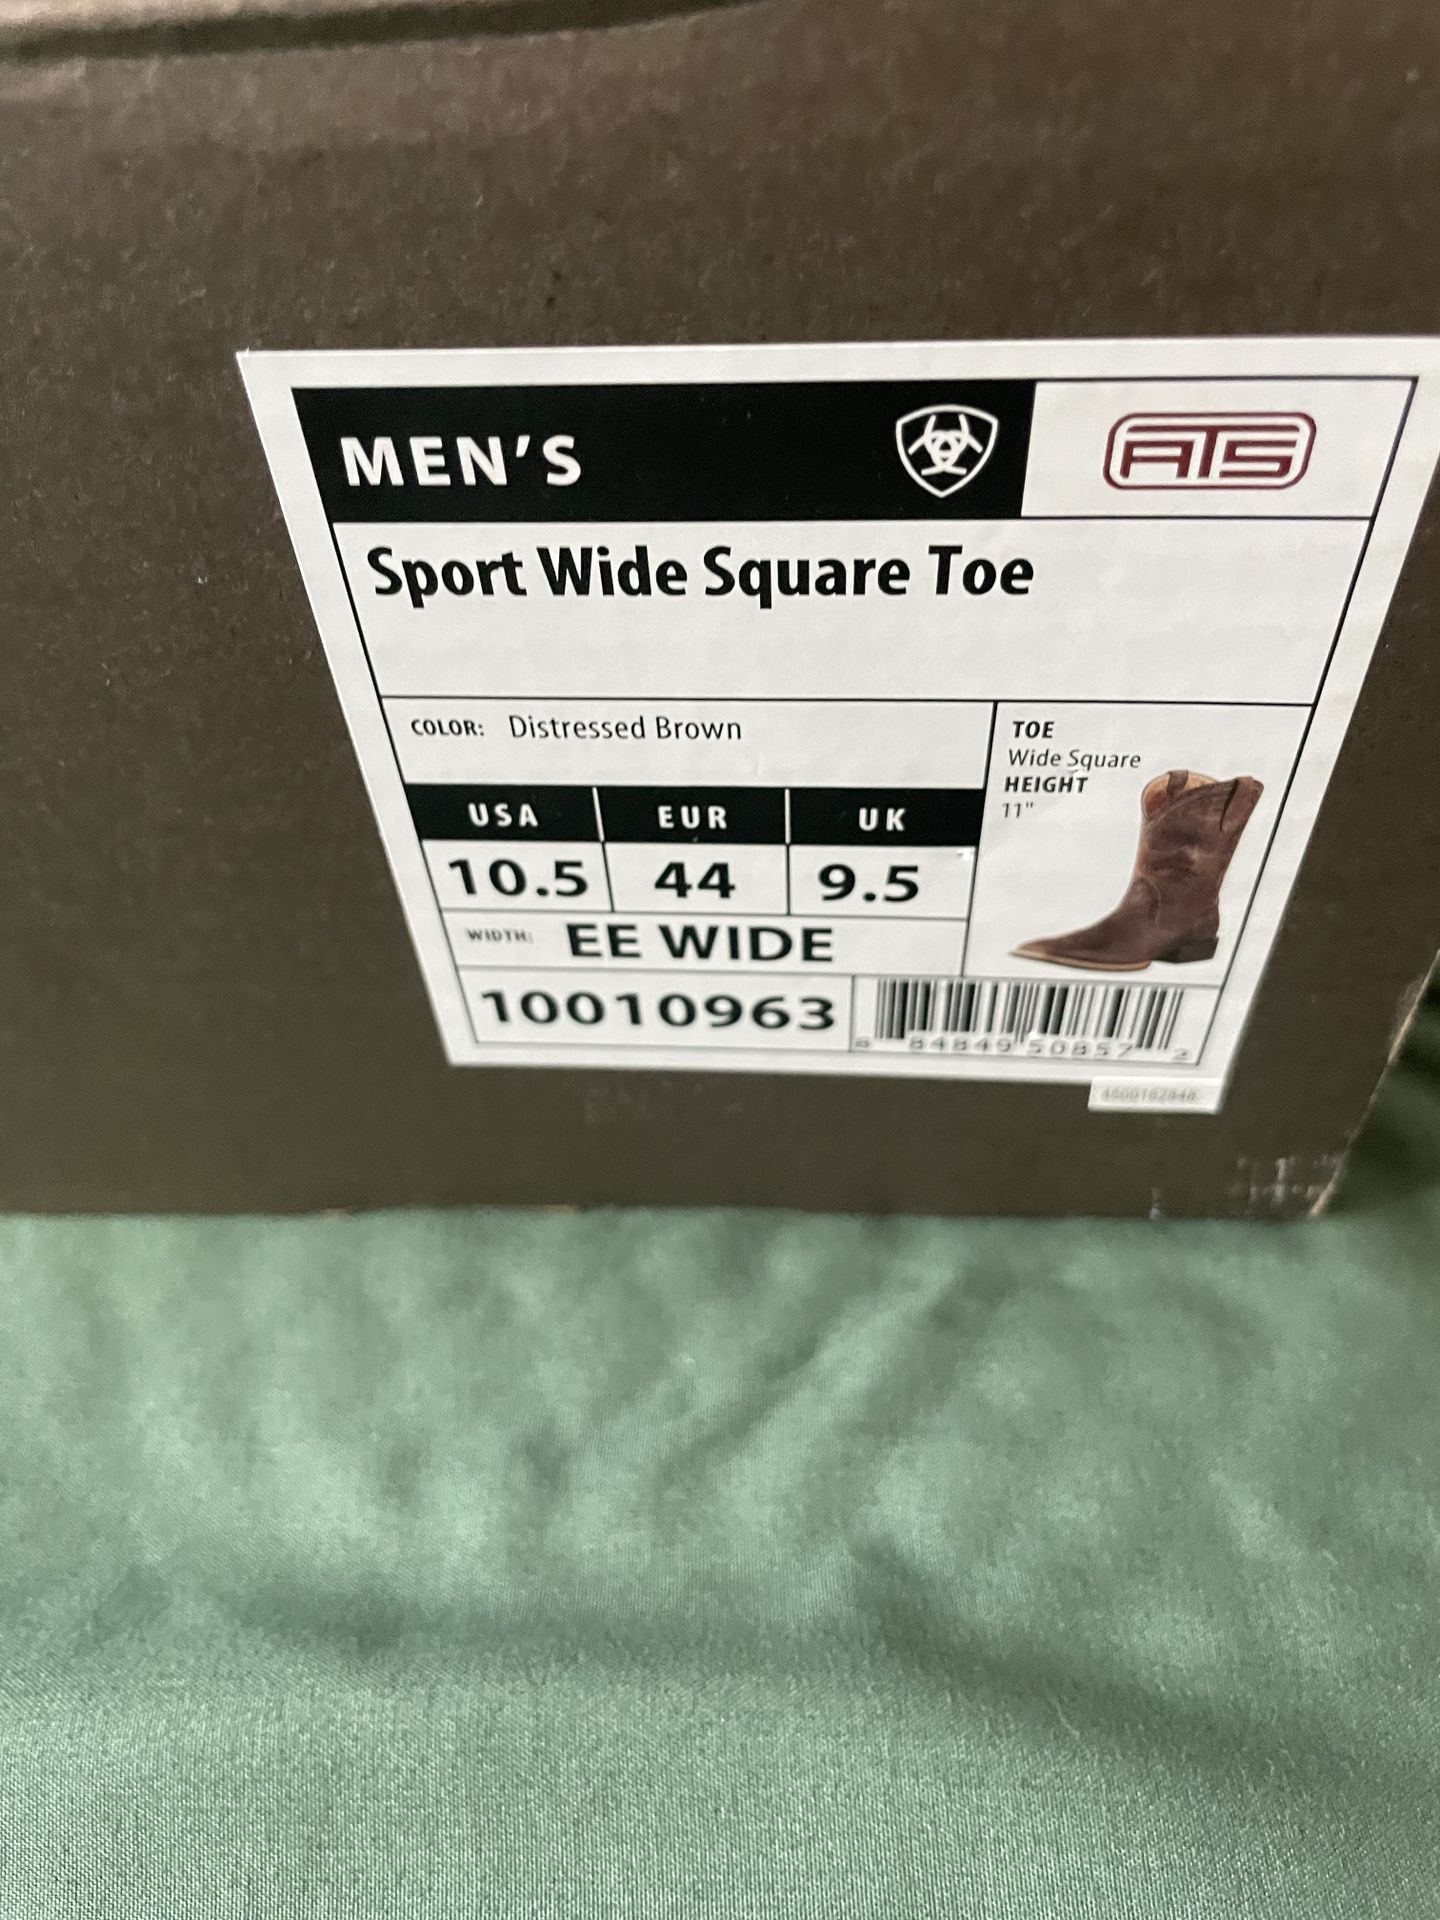 MEN'S
ATS
Sport Wide Square Toe
COLOR: Distressed Brown
TOE
Wide Square
HEIGHT
11"
USA EUR UK
10.5 44 9.5
WIDTH: EE WIDE
10010963
8 84849 50857 2